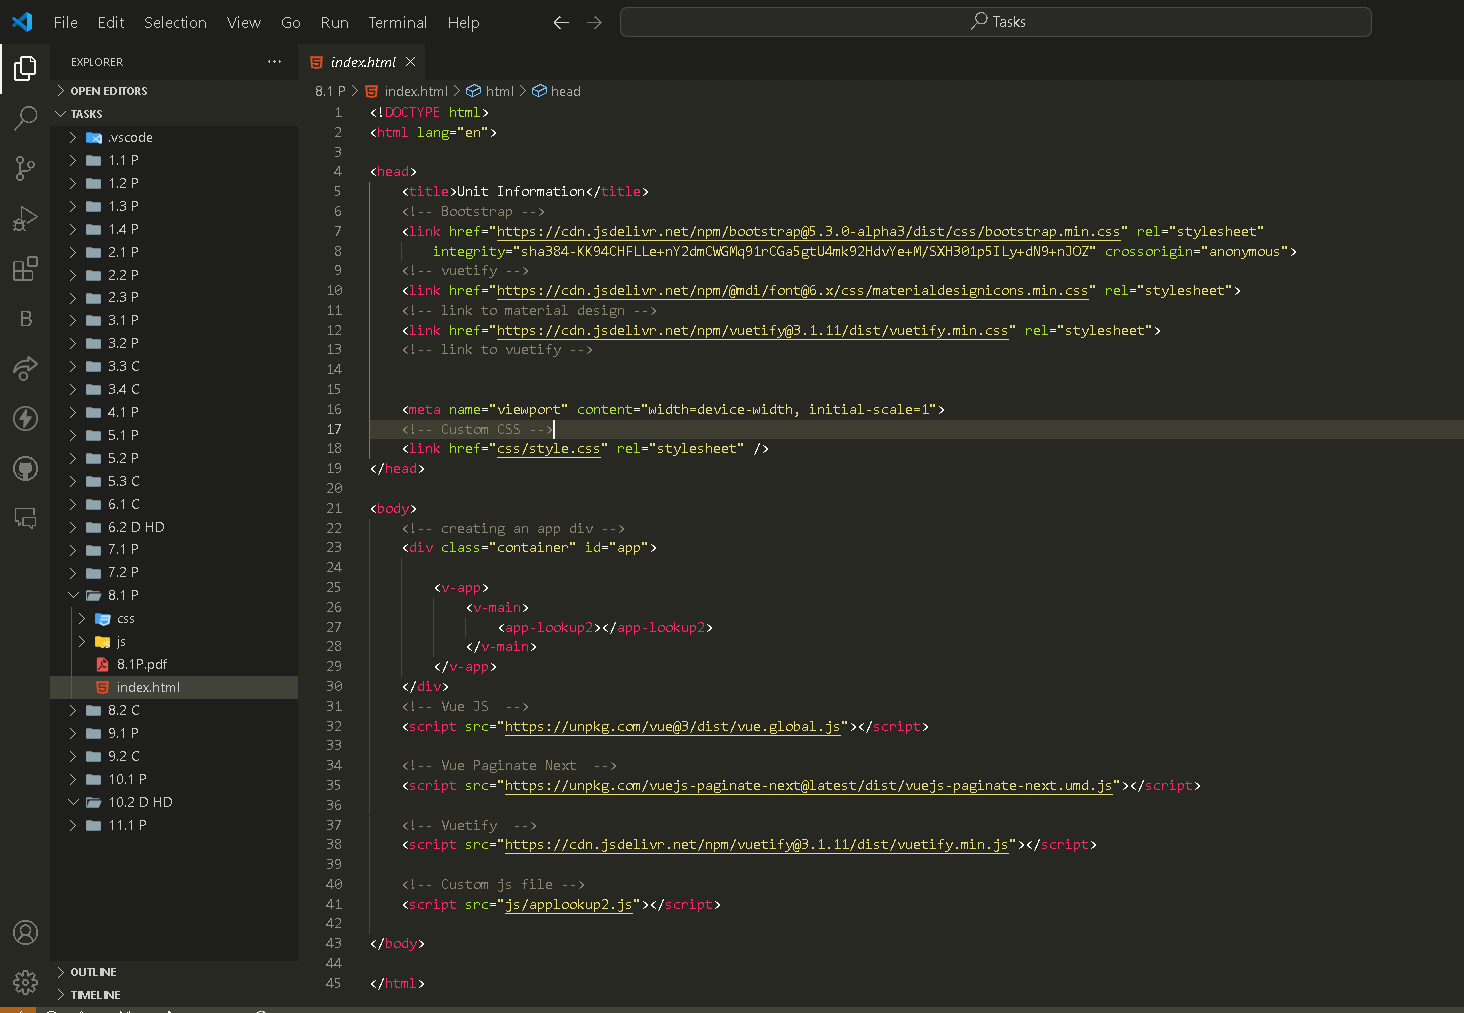 File Edit Selection View Go Run Terminal Help
Tasks
EXPLORER
OPEN EDITORS
TASKS
.vscode
1.1 P
1.2 P
1.3 P
1.4 P
2.1 P
2.2 P
2.3 P
3.1 P
3.2 P
3.3 C
3.4 C
4.1 P
5.1 P
5.2 P
5.3 C
6.1 C
6.2 D HD
7.1 P
7.2 P
8.1 P
css
js
8.1P.pdf
index.html
8.2 C
9.1 P
9.2 C
10.1 P
10.2 D HD
11.1 P
OUTLINE
TIMELINE
index.html
8.1 P > index.html > html > head
1 <!DOCTYPE html>
2 <html lang="en">
3
4 <head>
5 <title>Unit Information</title>
6 <!-- Bootstrap -->
7 <link href="https://cdn.jsdelivr.net/npm/bootstrap@5.3.0-alpha3/dist/css/bootstrap.min.css" rel="stylesheet"
8 integrity="sha384-KK94CHFLLe+nY2dmCWGMq91rCGa5gtU4mk92HdvYe+M/SXH301p5ILy+dN9+nJOZ" crossorigin="anonymous">
9 <!-- vuetify -->
10 <link href="https://cdn.jsdelivr.net/npm/@mdi/font@6.x/css/materialdesignicons.min.css" rel="stylesheet">
11 <!-- link to material design -->
12 <link href="https://cdn.jsdelivr.net/npm/vuetify@3.1.11/dist/vuetify.min.css" rel="stylesheet">
13 <!-- link to vuetify -->
14
15
16 <meta name="viewport" content="width=device-width, initial-scale=1">
17 <!-- Custom CSS -->
18 <link href="css/style.css" rel="stylesheet" />
19 </head>
20
21 <body>
22 <!-- creating an app div -->
23 <div class="container" id="app">
24
25 <v-app>
26 <v-main>
27 <app-lookup2></app-lookup2>
28 </v-main>
29 </v-app>
30 </div>
31 <!-- Vue JS  -->
32 <script src="https://unpkg.com/vue@3/dist/vue.global.js"></script>
33
34 <!-- Vue Paginate Next  -->
35 <script src="https://unpkg.com/vuejs-paginate-next@latest/dist/vuejs-paginate-next.umd.js"></script>
36
37 <!-- Vuetify  -->
38 <script src="https://cdn.jsdelivr.net/npm/vuetify@3.1.11/dist/vuetify.min.js"></script>
39
40 <!-- Custom js file -->
41 <script src="js/applookup2.js"></script>
42
43 </body>
44
45 </html>